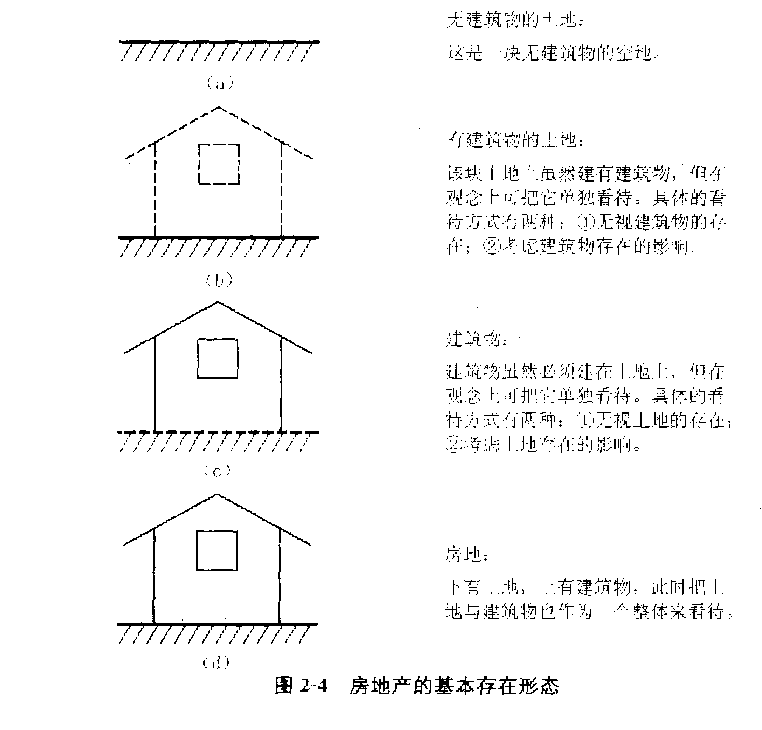 无建筑物的土地：
这是一块无建筑物的空地。
(a)
有建筑物的土地：
该块土地上虽然建有建筑物，但在
观念上可把它单独看待。具体的看
待方式有两种：①无视建筑物的存
在；②考虑建筑物存在的影响。
(b)
建筑物：
建筑物虽然必须建在土地上，但在
观念上可把它单独看待。具体的看
待方式有两种：①无视土地的存在；
②考虑土地存在的影响。
(c)
房地：
下有土地，上有建筑物，此时把土
地与建筑物也作为一个整体来看待。
(d)
图 2-4 房地产的基本存在形态